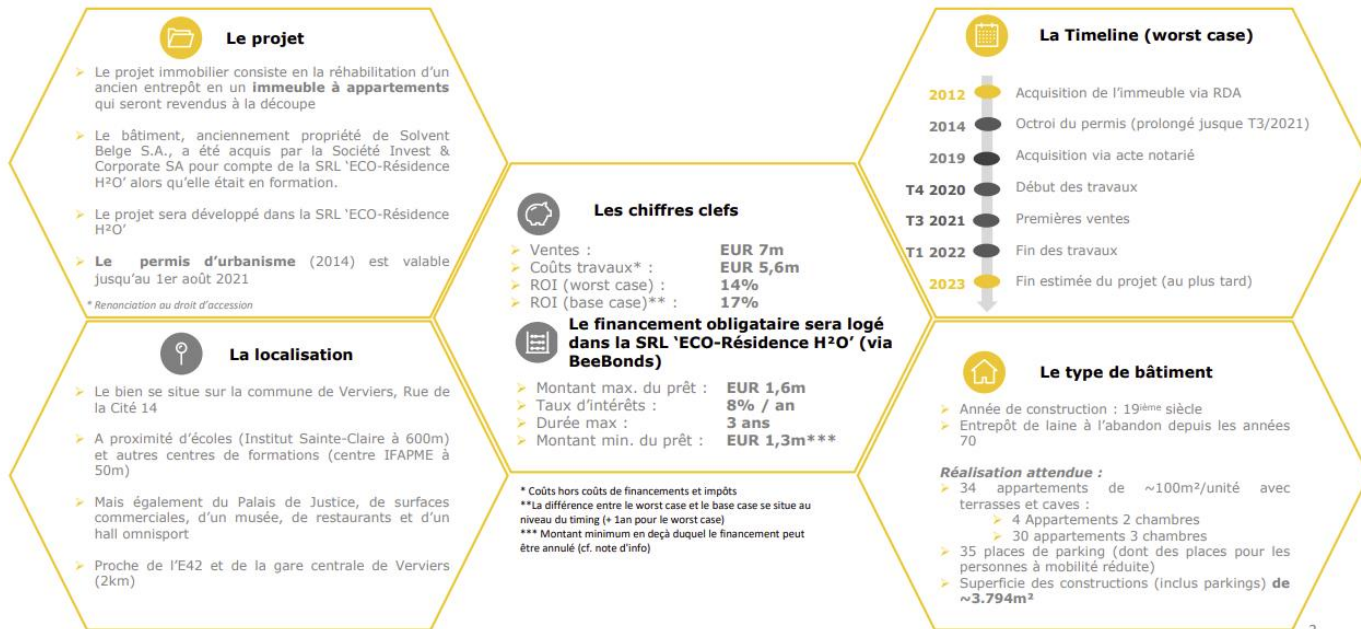 Le projet
Le projet immobilier consiste en la réhabilitation d'un
ancien entrepôt en un immeuble à appartements
qui seront revendus à la découpe
Le bâtiment, anciennement propriété de Solvent
Belge S.A., a été acquis par la Société Invest &
Corporate SA pour compte de la SRL 'ECO-Résidence
H²O' alors qu'elle était en formation.
Le projet sera développé dans la SRL 'ECO-Résidence
H²O'
Le permis d'urbanisme (2014) est valable
jusqu'au 1er août 2021
* Renonciation au droit d'accession
La localisation
Le bien se situe sur la commune de Verviers, Rue de
la Cité 14
A proximité d'écoles (Institut Sainte-Claire à 600m)
et autres centres de formations (centre IFAPME à
50m)
Mais également du Palais de Justice, de surfaces
commerciales, d'un musée, de restaurants et d'un
hall omnisport
Proche de l'E42 et de la gare centrale de Verviers
(2km)
Les chiffres clefs
Ventes : EUR 7m
Coûts travaux* : EUR 5,6m
ROI (worst case) : 14%
ROI (base case)** : 17%
Le financement obligataire sera logé
dans la SRL 'ECO-Résidence H²O' (via
BeeBonds)
Montant max. du prêt : EUR 1,6m
Taux d'intérêts : 8% / an
Durée max : 3 ans
Montant min. du prêt : EUR 1,3m***
* Coûts hors coûts de financements et impôts
**La différence entre le worst case et le base case se situe au
niveau du timing (+ 1an pour le worst case)
*** Montant minimum en deçà duquel le financement peut
être annulé (cf. note d'info)
La Timeline (worst case)
2012 Acquisition de l'immeuble via RDA
2014 Octroi du permis (prolongé jusque T3/2021)
2019 Acquisition via acte notarié
T4 2020 Début des travaux
T3 2021 Premières ventes
T1 2022 Fin des travaux
2023 Fin estimée du projet (au plus tard)
Le type de bâtiment
Année de construction : 19ième siècle
Entrepôt de laine à l'abandon depuis les années
70
Réalisation attendue :
34 appartements de ~100m²/unité avec
terrasses et caves :
4 Appartements 2 chambres
30 appartements 3 chambres
35 places de parking (dont des places pour les
personnes à mobilité réduite)
Superficie des constructions (inclus parkings) de
~3.794m²